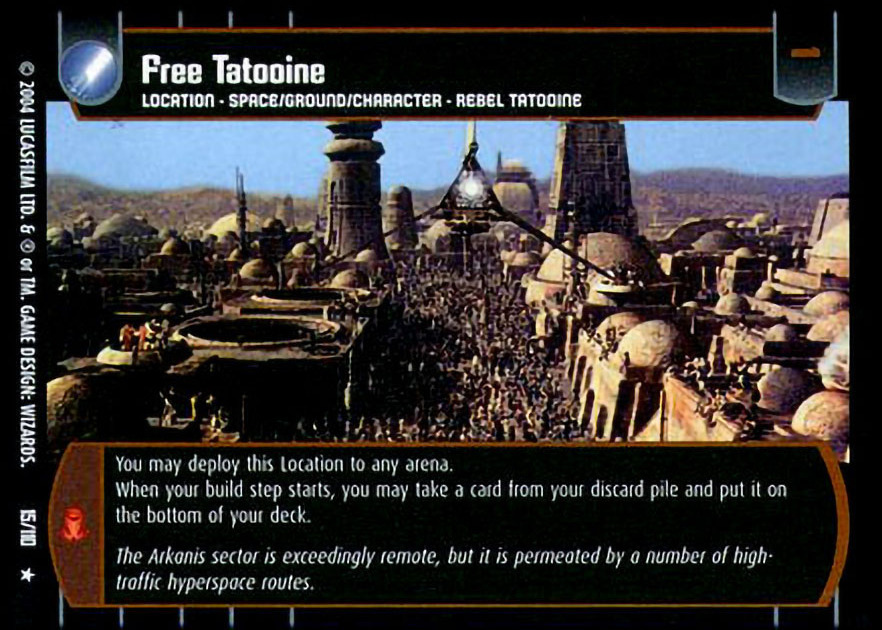 Free Tatooine
LOCATION - SPACE/GROUND/CHARACTER - REBEL TATOOINE
You may deploy this Location to any arena.
When your build step starts, you may take a card from your discard pile and put it on
the bottom of your deck.
The Arkanis sector is exceedingly remote, but it is permeated by a number of high-
traffic hyperspace routes.
© 2004 LUCASFILM LTD. & ® or TM. GAME DESIGN: WIZARDS. 15/110 ★